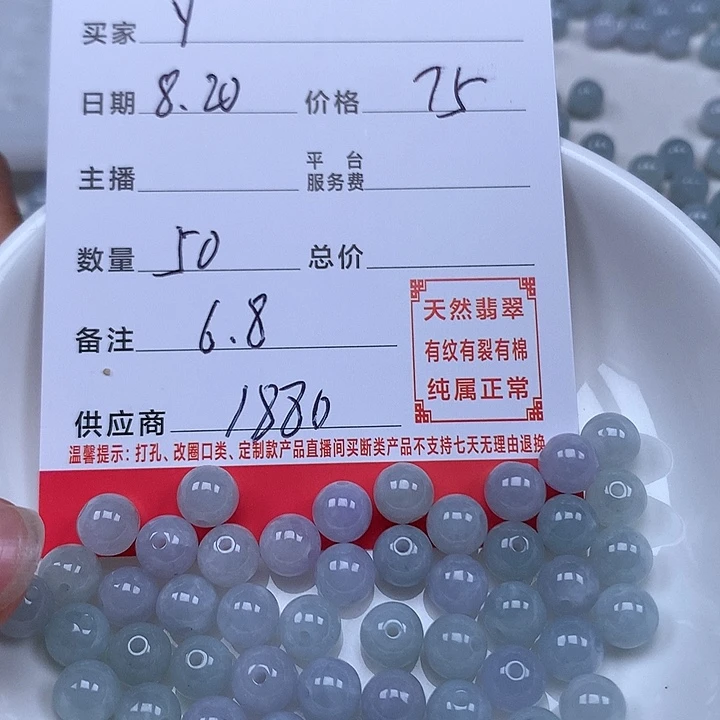 买家 Y
日期 8.20 价格 75
主播 平台服务费
数量 50 总价
备注 6.8
供应商 1880
天然翡翠
有纹有裂有棉
纯属正常
温馨提示：打孔、改圈口类、定制款产品直播间买断类产品不支持七天无理由退换